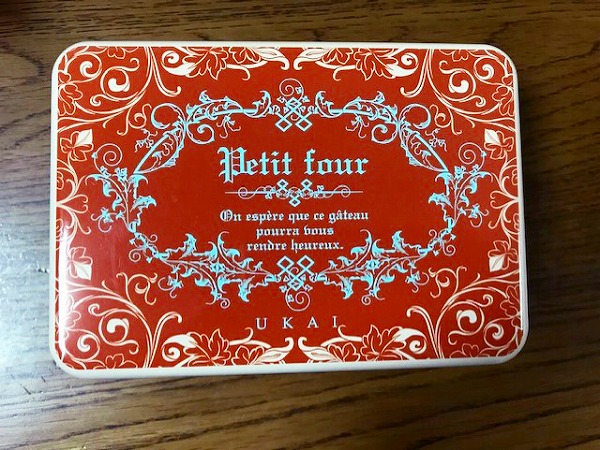 Petit four
On espère que ce gâteau
pourra vous
rendre heureux.
UKAI